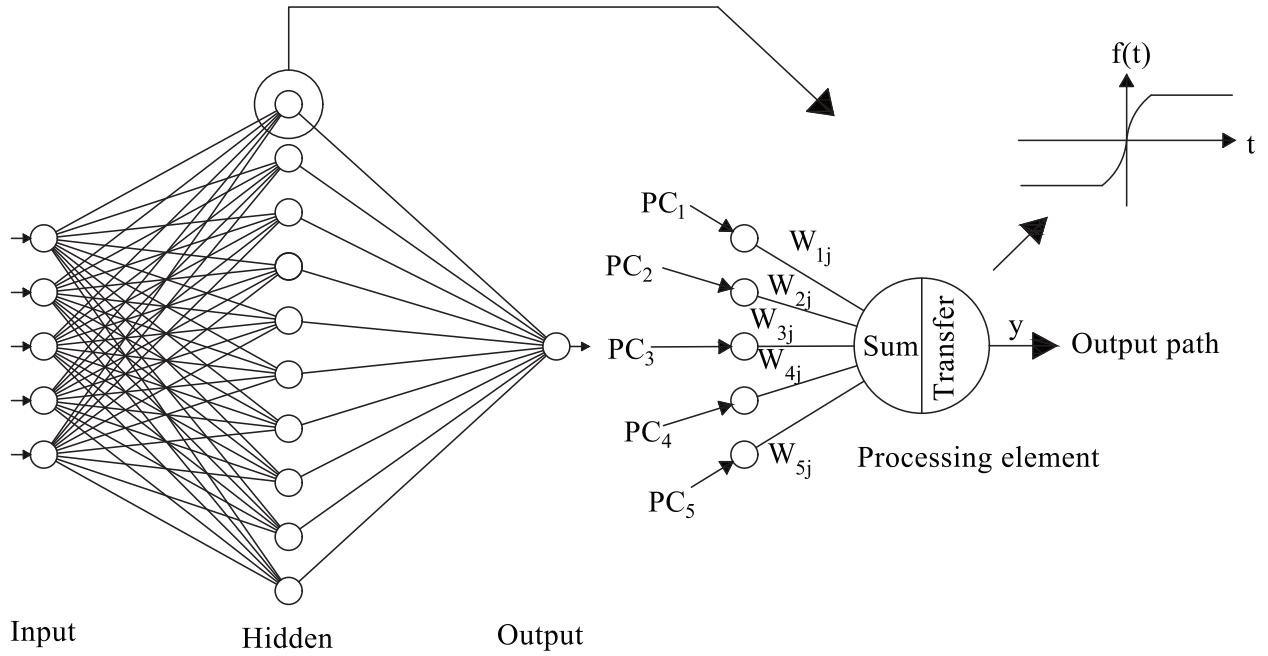 f(t)
t
PC₁
W₁ⱼ
PC₂
W₂ⱼ
W₃ⱼ
PC₃
Sum
Transfer
y
Output path
W₄ⱼ
PC₄
W₅ⱼ
Processing element
PC₅
Input
Hidden
Output